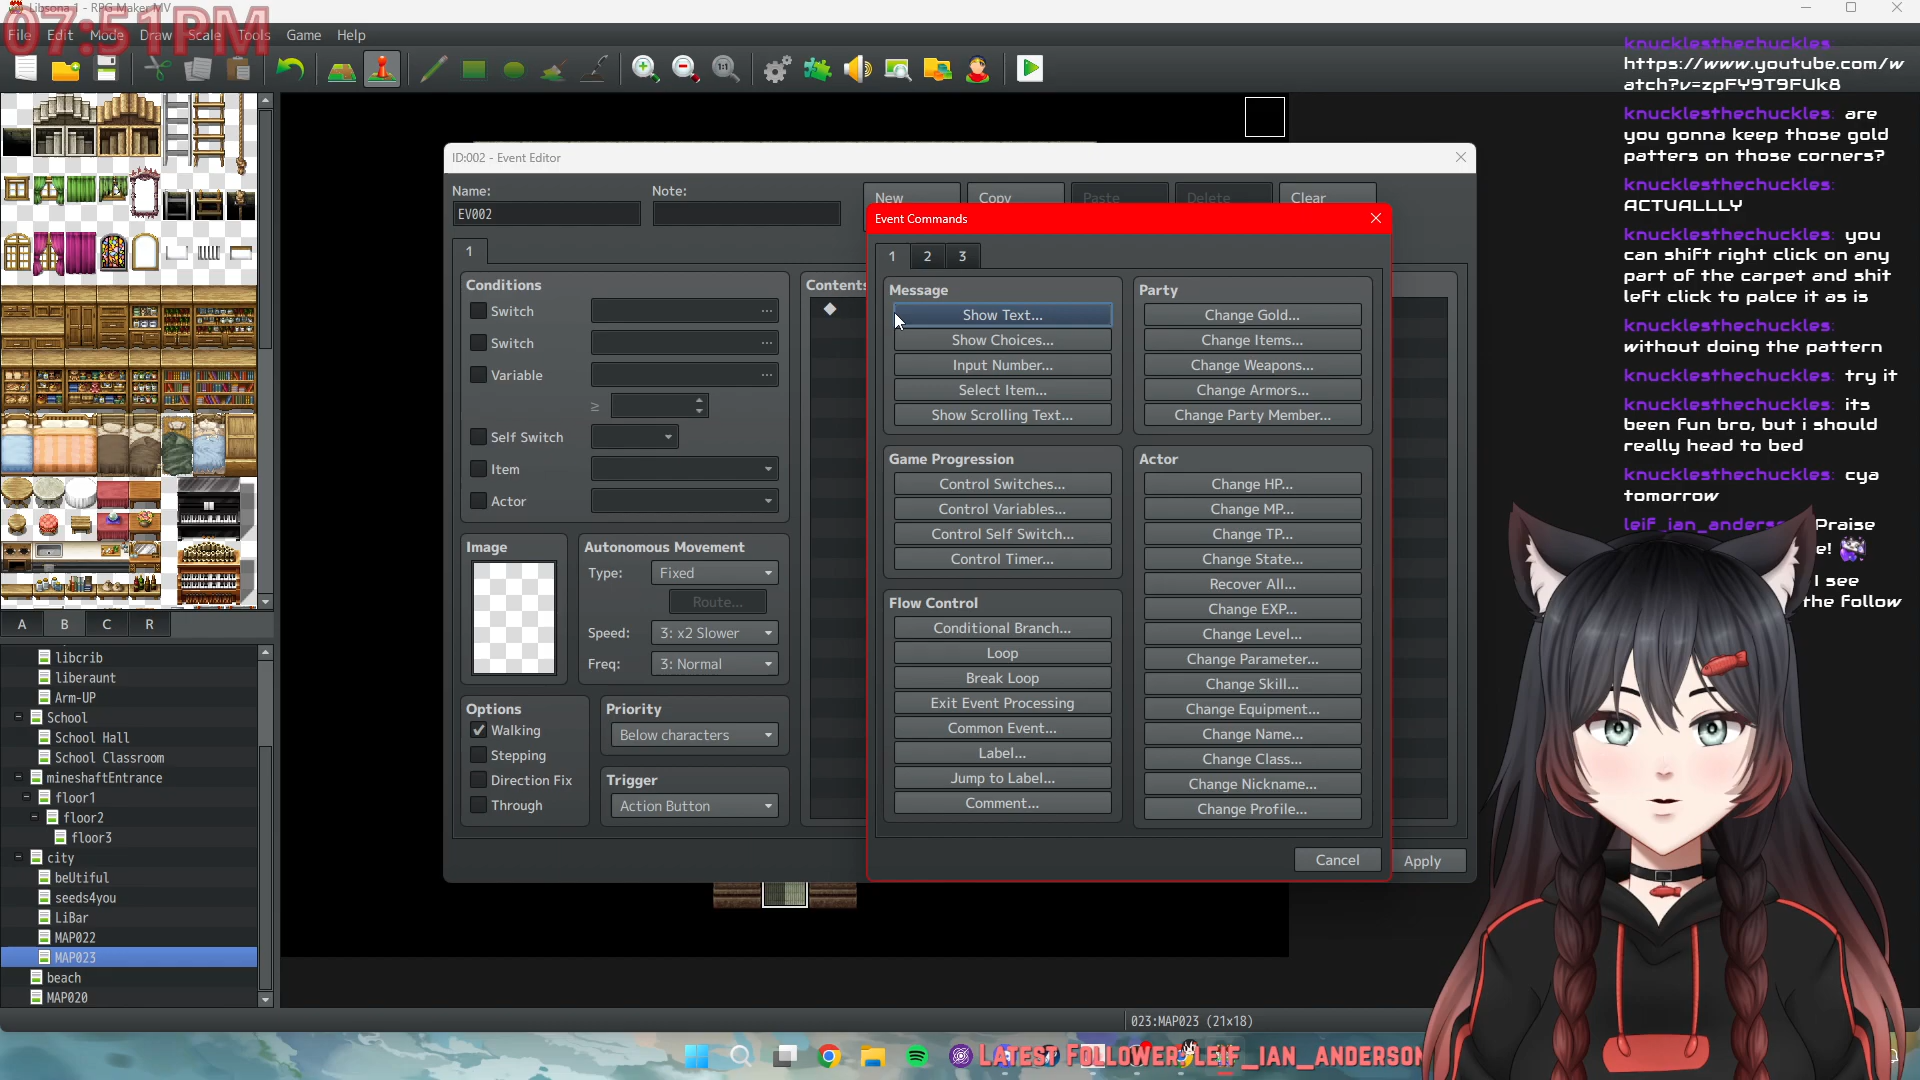 Libsona 1 - RPG Maker MV
07:51PM
File Edit Mode Draw Scale Tools Game Help
ID:002 - Event Editor
Name:
Note:
EV002
New
Copy
Paste
Delete
Clear
1
Conditions
Switch
Switch
Variable
≥
Self Switch
Item
Actor
Image
Autonomous Movement
Type:
Fixed
Route...
Speed:
3: x2 Slower
Freq:
3: Normal
Options
Walking
Stepping
Direction Fix
Through
Priority
Below characters
Trigger
Action Button
Contents
Event Commands
1 2 3
Message
Show Text...
Show Choices...
Input Number...
Select Item...
Show Scrolling Text...
Game Progression
Control Switches...
Control Variables...
Control Self Switch...
Control Timer...
Flow Control
Conditional Branch...
Loop
Break Loop
Exit Event Processing
Common Event...
Label...
Jump to Label...
Comment...
Party
Change Gold...
Change Items...
Change Weapons...
Change Armors...
Change Party Member...
Actor
Change HP...
Change MP...
Change TP...
Change State...
Recover All...
Change EXP...
Change Level...
Change Parameter...
Change Skill...
Change Equipment...
Change Name...
Change Class...
Change Nickname...
Change Profile...
Cancel
Apply
A B C R
libcrib
liberaunt
Arm-UP
School
School Hall
School Classroom
mineshaftEntrance
floor1
floor2
floor3
city
beUtiful
seeds4you
LiBar
MAP022
MAP023
beach
MAP020
023:MAP023 (21x18)
knucklesthechuckles:
https://www.youtube.com/w
atch?v=zpFY9T9FUk8
knucklesthechuckles: are
you gonna keep those gold
patters on those corners?
knucklesthechuckles:
ACTUALLLY
knucklesthechuckles: you
can shift right click on any
part of the carpet and shit
left click to palce it as is
knucklesthechuckles:
without doing the pattern
knucklesthechuckles: try it
knucklesthechuckles: its
been fun bro, but i should
really head to bed
knucklesthechuckles: cya
tomorrow
leif_ian_anderso Praise
e!
I see
the Follow
Latest Follower: leif_ian_anderson